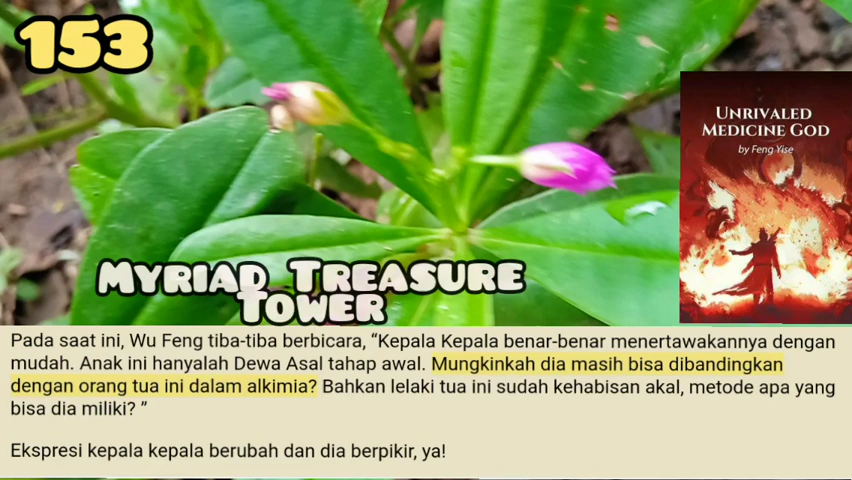 153
UNRIVALED
MEDICINE GOD
by Feng Yise
MYRIAD TREASURE
TOWER
Pada saat ini, Wu Feng tiba-tiba berbicara, “Kepala Kepala benar-benar menertawakannya dengan
mudah. Anak ini hanyalah Dewa Asal tahap awal. Mungkinkah dia masih bisa dibandingkan
dengan orang tua ini dalam alkimia? Bahkan lelaki tua ini sudah kehabisan akal, metode apa yang
bisa dia miliki? ”
Ekspresi kepala kepala berubah dan dia berpikir, ya!